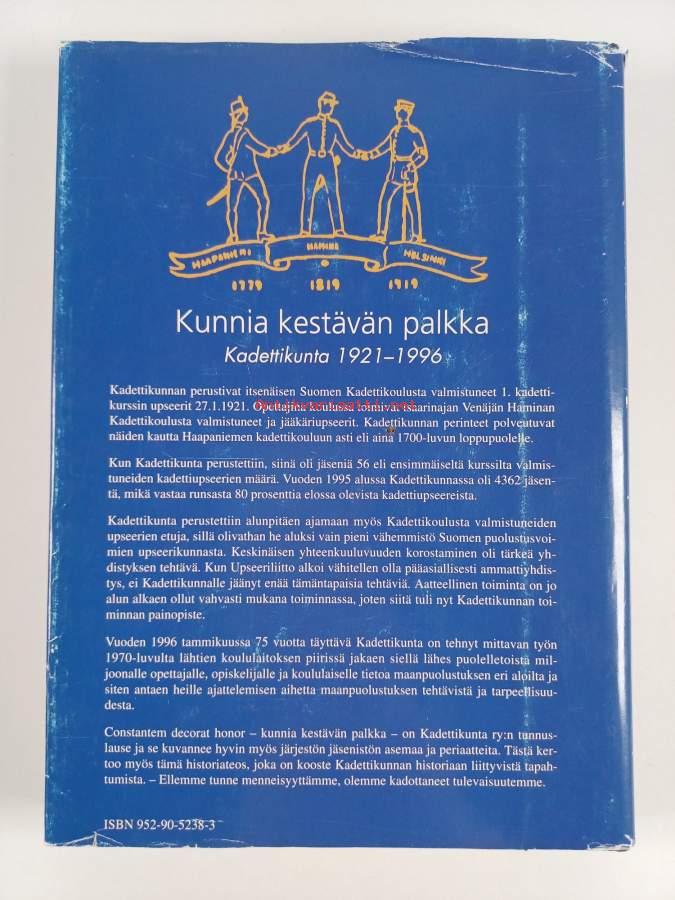 HAAPANIEMI HAMINA HELSINKI
1779 1819 1919
Kunnia kestävän palkka
Kadettikunta 1921–1996
Kadettikunnan perustivat itsenäisen Suomen Kadettikoulusta valmistuneet 1. kadetti-
kurssin upseerit 27.1.1921. Opettajina koulussa toimivat tsaarinajan Venäjän Haminan
Kadettikoulusta valmistuneet ja jääkäriupseerit. Kadettikunnan perinteet polveutuvat
näiden kautta Haapaniemen kadettikouluun asti eli aina 1700-luvun loppupuolelle.
Kun Kadettikunta perustettiin, siinä oli jäseniä 56 eli ensimmäiseltä kurssilta valmis-
tuneiden kadettiupseerien määrä. Vuoden 1995 alussa Kadettikunnassa oli 4362 jäsen-
tä, mikä vastaa runsasta 80 prosenttia elossa olevista kadettiupseereista.
Kadettikunta perustettiin alunpitäen ajamaan myös Kadettikoulusta valmistuneiden
upseerien etuja, sillä olivathan he aluksi vain pieni vähemmistö Suomen puolustusvoi-
mien upseerikunnasta. Keskinäisen yhteenkuuluvuuden korostaminen oli tärkeä yh-
distyksen tehtävä. Kun Upseeriliitto alkoi vähitellen olla pääasiallisesti ammattiyhdis-
tys, ei Kadettikunnalle jäänyt enää tämäntapaisia tehtäviä. Aatteellinen toiminta on jo
alun alkaen ollut vahvasti mukana toiminnassa, joten siitä tuli nyt Kadettikunnan toi-
minnan painopiste.
Vuoden 1996 tammikuussa 75 vuotta täyttävä Kadettikunta on tehnyt mittavan työn
1970-luvulta lähtien koululaitoksen piirissä jakaen siellä lähes puolelletoista mil-
joonalle opettajalle, opiskelijalle ja koululaiselle tietoa maanpuolustuksen eri aloilta ja
siten antaen heille ajattelemisen aihetta maanpuolustuksen tehtävistä ja tarpeellisuu-
desta.
Constantem decorat honor – kunnia kestävän palkka – on Kadettikunta ry:n tunnus-
lause ja se kuvannee hyvin myös järjestön jäsenistön asemaa ja periaatteita. Tästä ker-
too myös tämä historiateos, joka on kooste Kadettikunnan historiaan liittyvistä tapah-
tumista. – Ellemme tunne menneisyyttämme, olemme kadottaneet tulevaisuutemme.
ISBN 952-90-5238-3